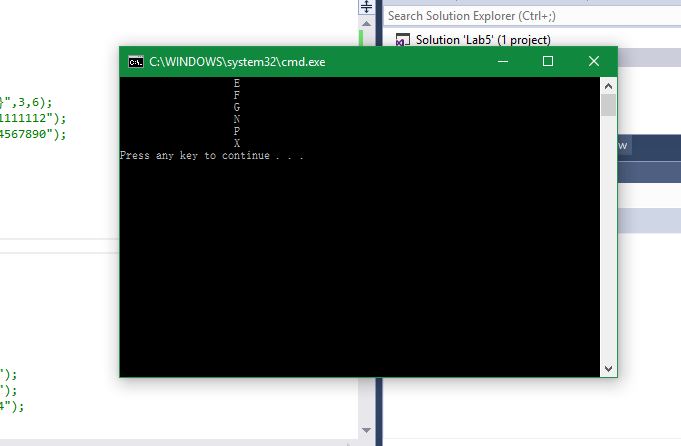 Search Solution Explorer (Ctrl+;)
Solution 'Lab5' (1 project)
C:\WINDOWS\system32\cmd.exe
}",3,6);
1111112");
4567890");
E
F
G
N
P
X
Press any key to continue . . .
w
");
");
4");